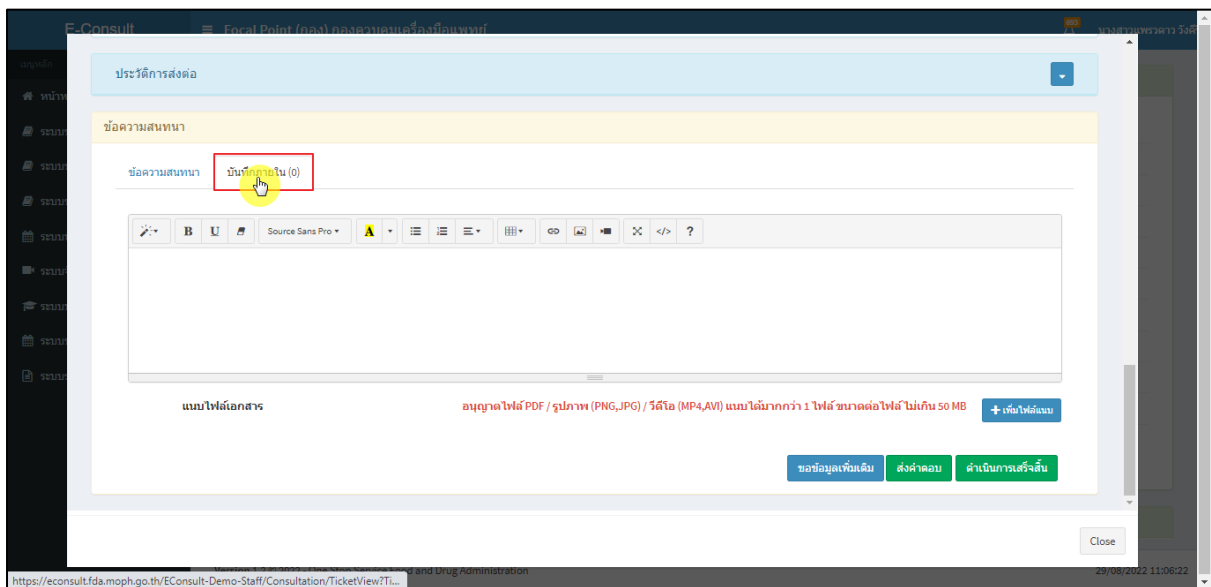 E-Consult
Focal Point (กอง) กองควบคุมเครื่องมือแพทย์
เมนูหลัก
ประวัติการส่งต่อ
ข้อความสนทนา
ข้อความสนทนา บันทึกภายใน (0)
B U Source Sans Pro A </> ?
แนบไฟล์เอกสาร อนุญาตไฟล์ PDF / รูปภาพ (PNG,JPG) / วีดีโอ (MP4,AVI) แนบได้มากกว่า 1 ไฟล์ ขนาดต่อไฟล์ ไม่เกิน 50 MB เพิ่มไฟล์แนบ
ขอข้อมูลเพิ่มเติม ส่งคำตอบ ดำเนินการเสร็จสิ้น
Close
Food and Drug Administration 29/08/2022 11:06:22
https://econsult.fda.moph.go.th/EConsult-Demo-Staff/Consultation/TicketView?Ti...